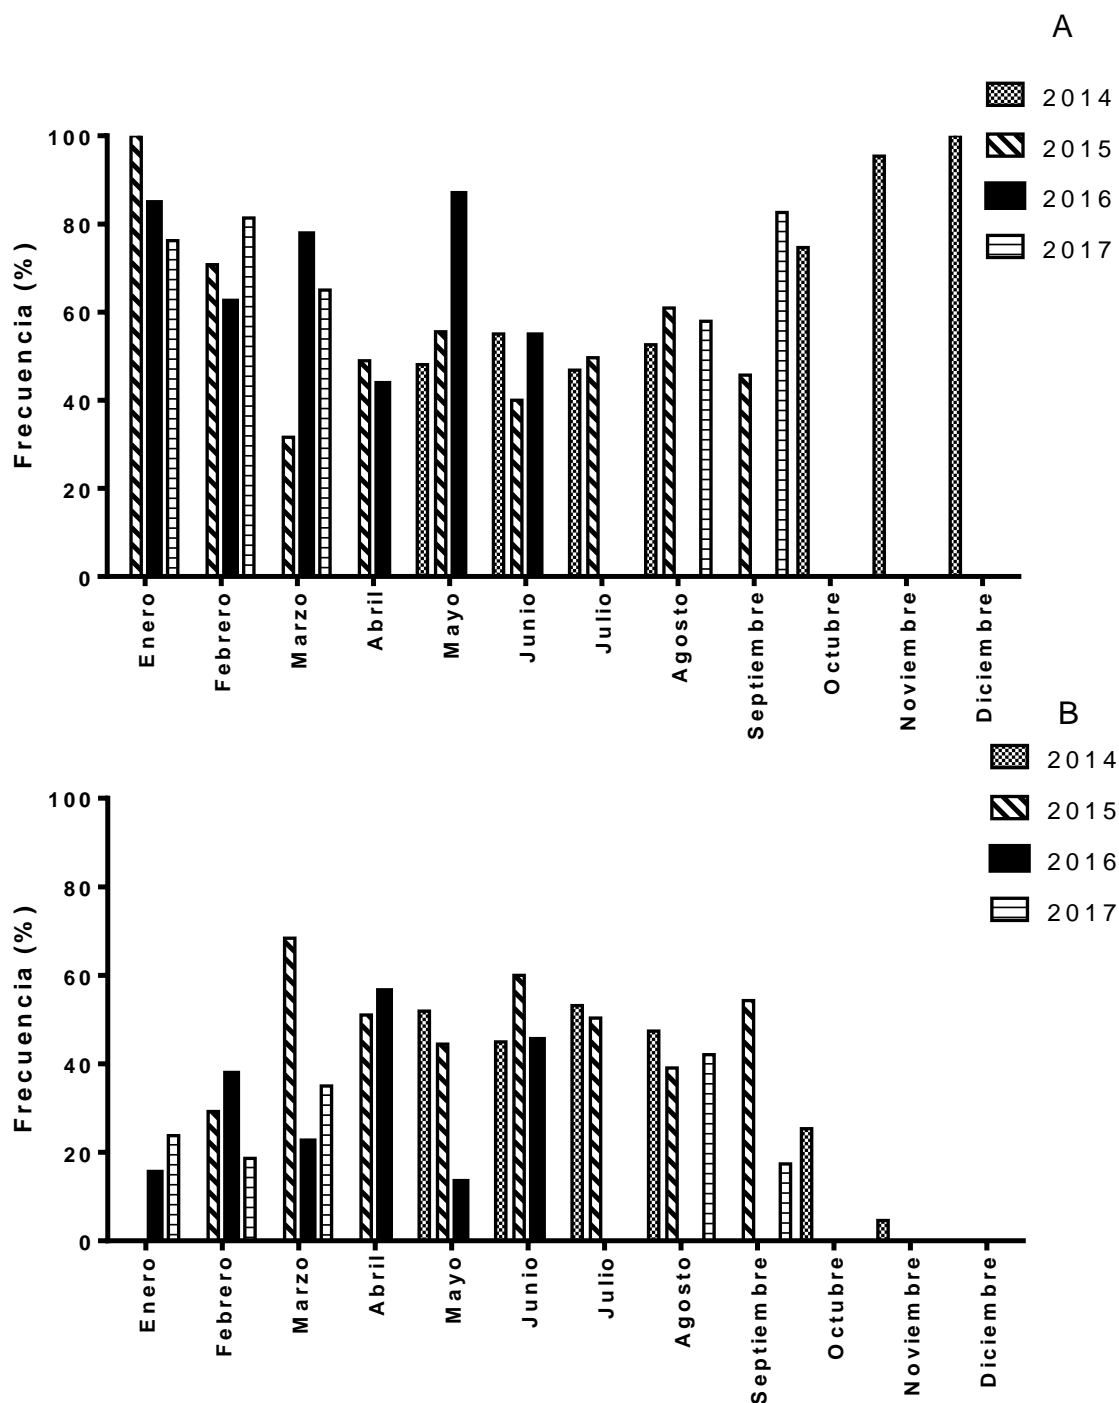 A
2014
2015
2016
2017
Frecuencia (%)
100
80
60
40
20
0
Enero
Febrero
Marzo
Abril
Mayo
Junio
Julio
Agosto
Septiembre
Octubre
Noviembre
Diciembre
B
2014
2015
2016
2017
Frecuencia (%)
100
80
60
40
20
0
Enero
Febrero
Marzo
Abril
Mayo
Junio
Julio
Agosto
Septiembre
Octubre
Noviembre
Diciembre